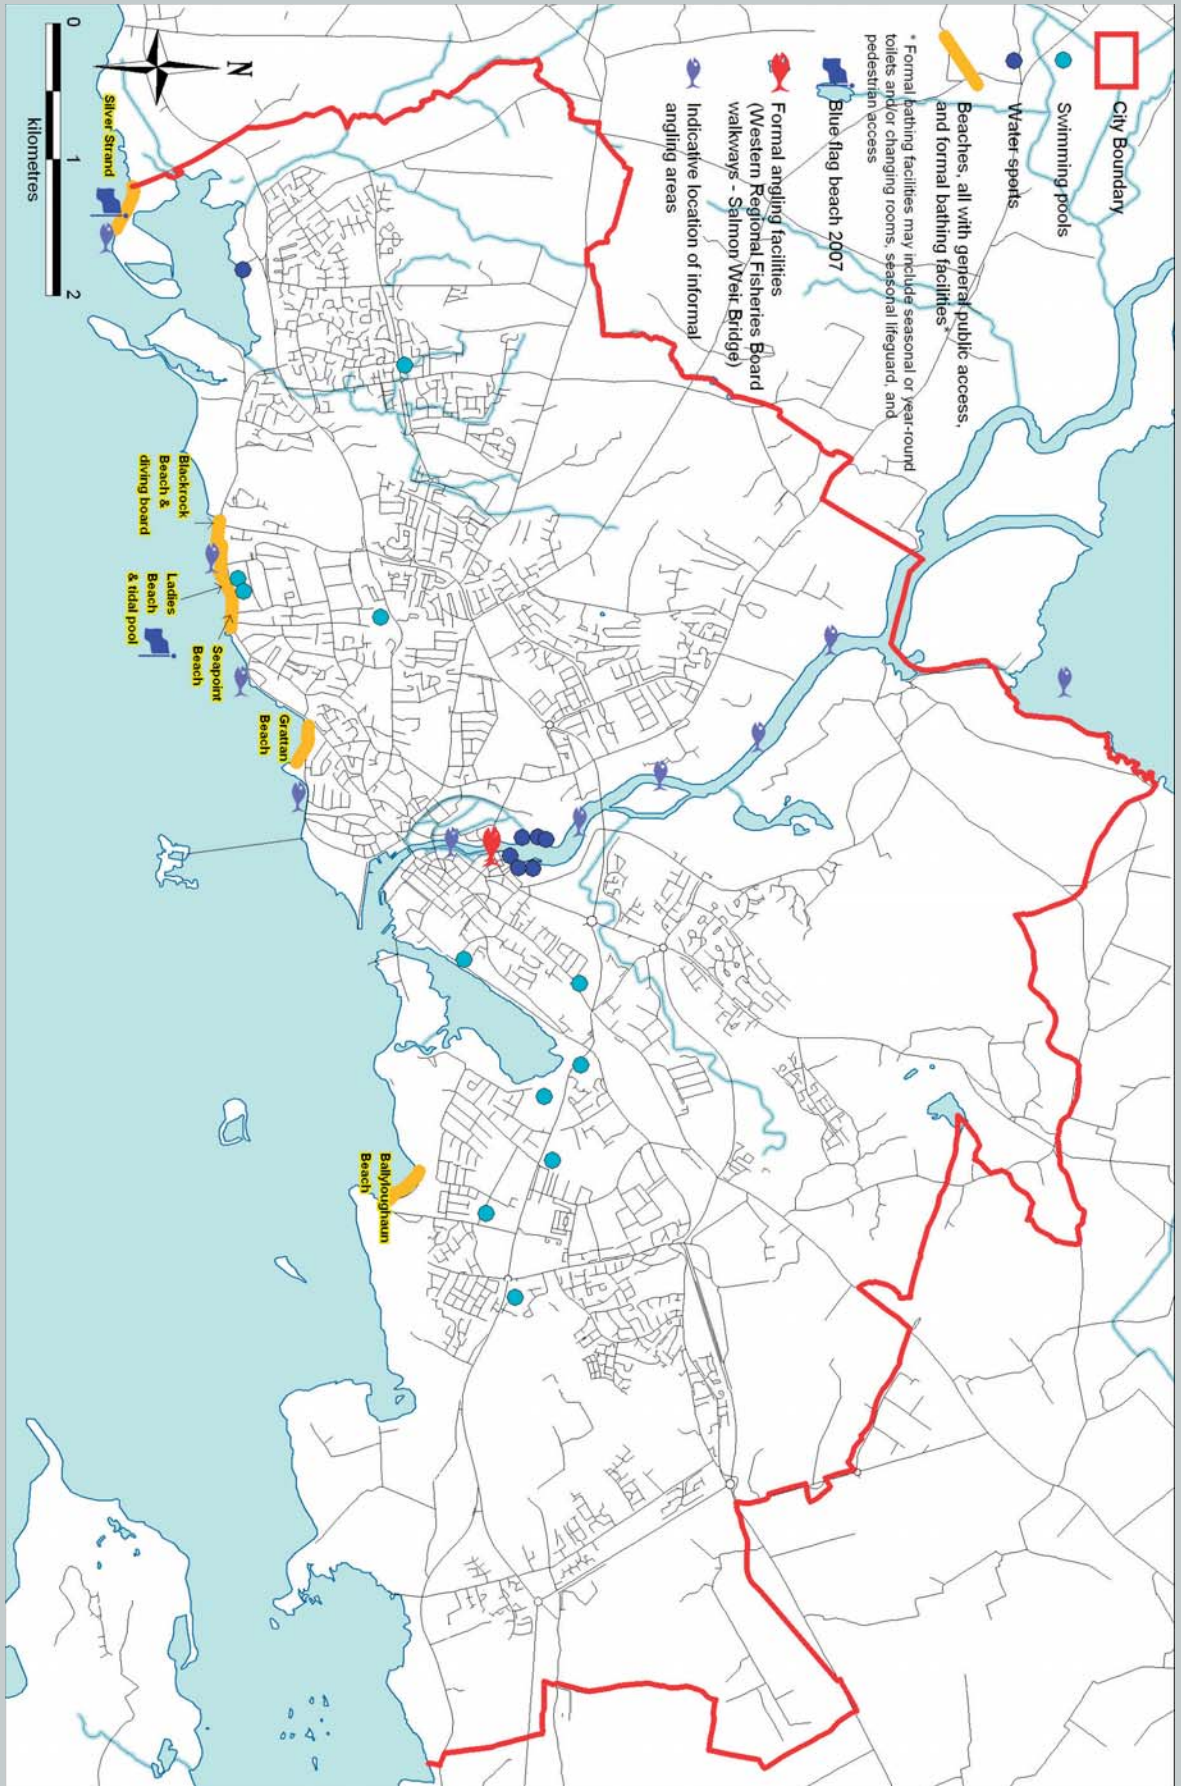 City Boundary
Swimming pools
Water sports
Beaches, all with general public access,
and formal bathing facilities*
* Formal bathing facilities may include seasonal or year-round
toilets and/or changing rooms, seasonal lifeguard, and
pedestrian access
Blue flag beach 2007
Formal angling facilities
(Western Regional Fisheries Board
walkways - Salmon Weir Bridge)
Indicative location of informal
angling areas
N
0 1 2
kilometres
Silver Strand
Blackrock
Beach &
diving board
Ladies
Beach
& tidal pool
Seapoint
Beach
Grattan
Beach
Ballyloughaun
Beach